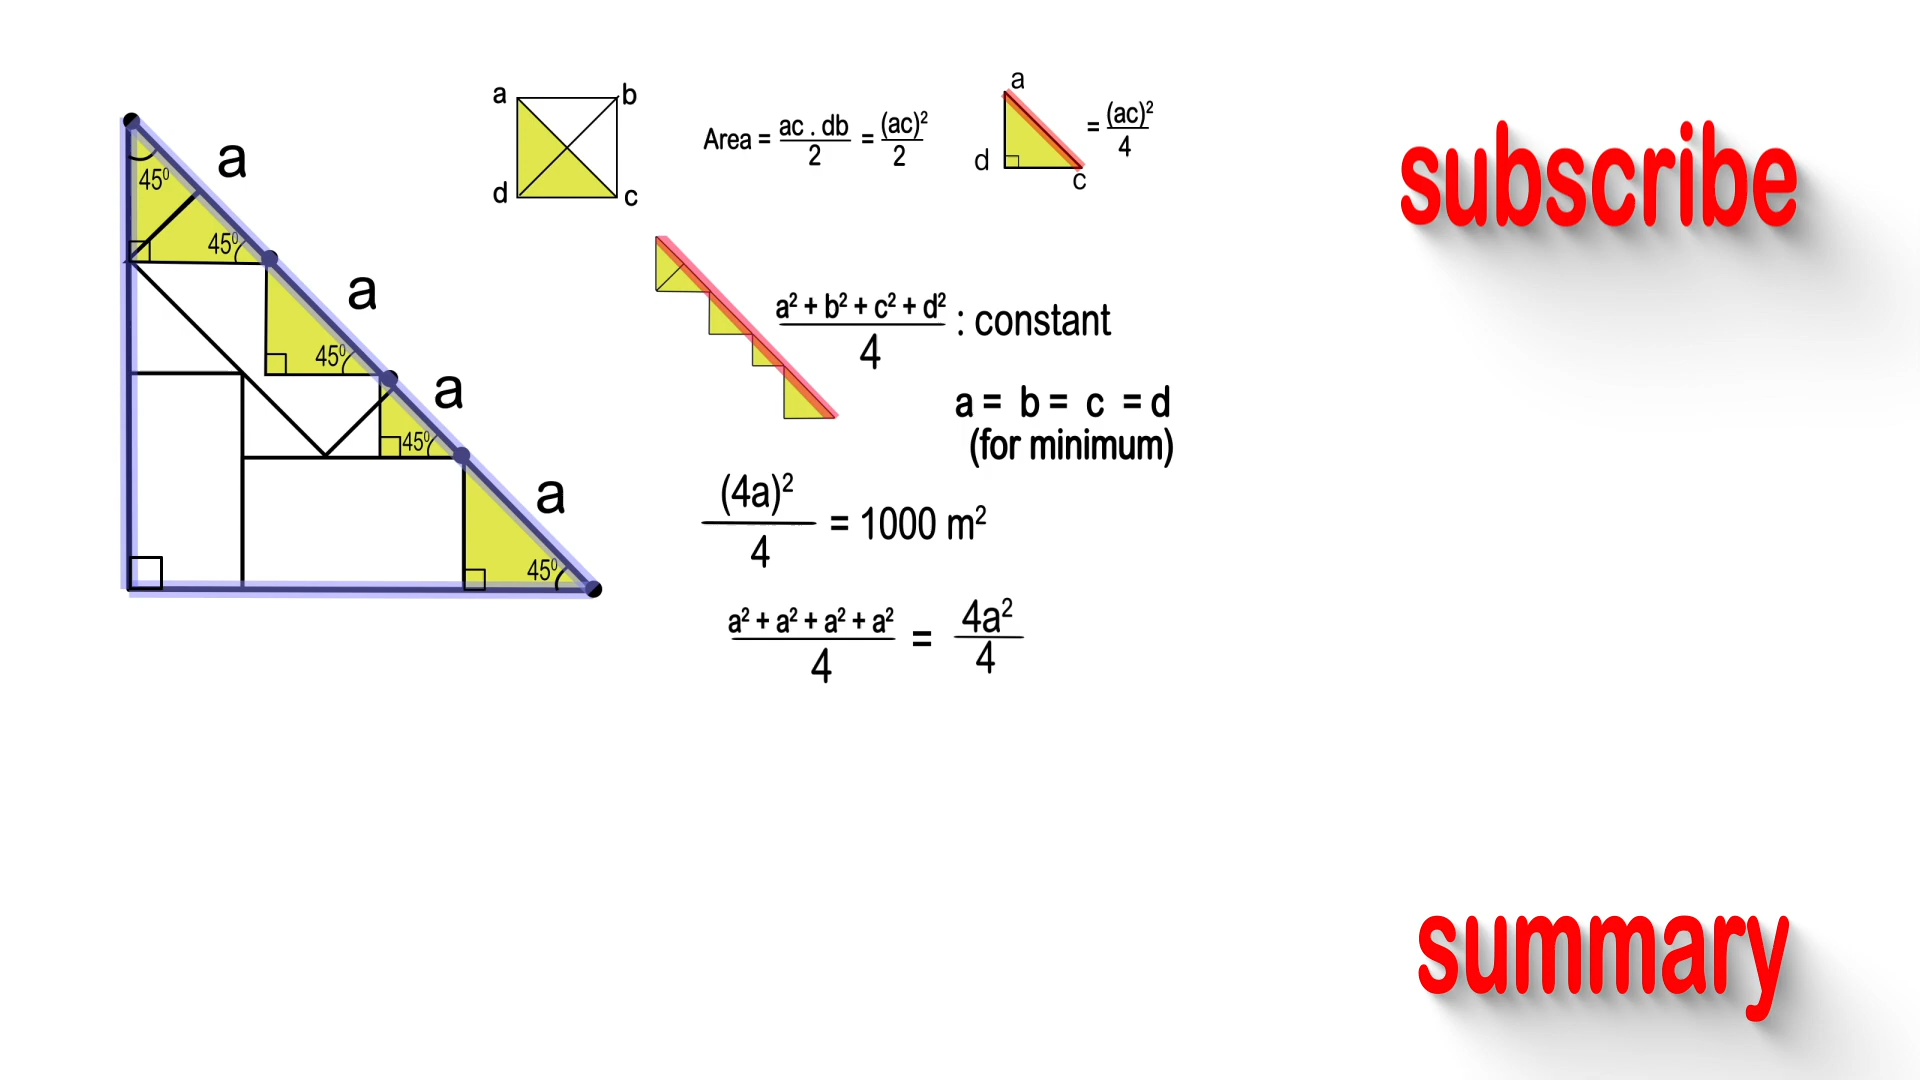 a
45⁰
45⁰
a
45⁰
a
45⁰
a
45⁰
a b
d c
Area = ac . db / 2 = (ac)² / 2
a
d
c
= (ac)² / 4
a² + b² + c² + d² / 4 : constant
a = b = c = d
(for minimum)
(4a)² / 4 = 1000 m²
a² + a² + a² + a² / 4 = 4a² / 4
subscribe
summary